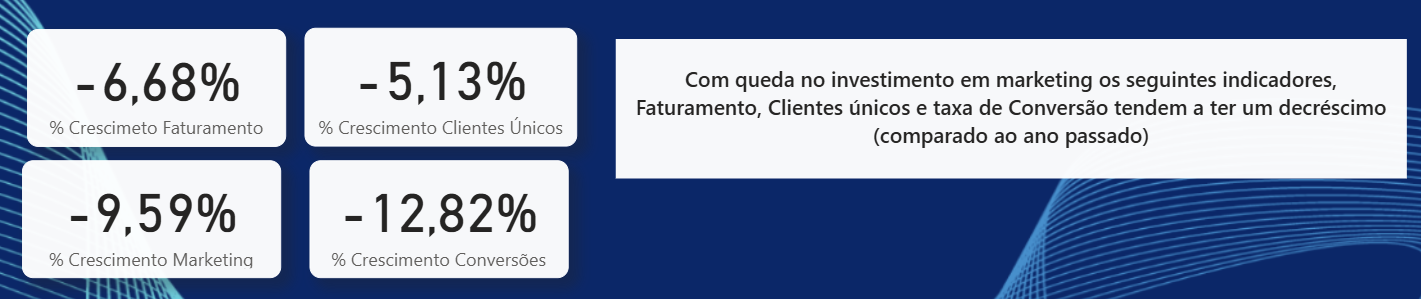 -6,68%
% Crescimeto Faturamento
-5,13%
% Crescimento Clientes Únicos
-9,59%
% Crescimento Marketing
-12,82%
% Crescimento Conversões
Com queda no investimento em marketing os seguintes indicadores,
Faturamento, Clientes únicos e taxa de Conversão tendem a ter um decréscimo
(comparado ao ano passado)